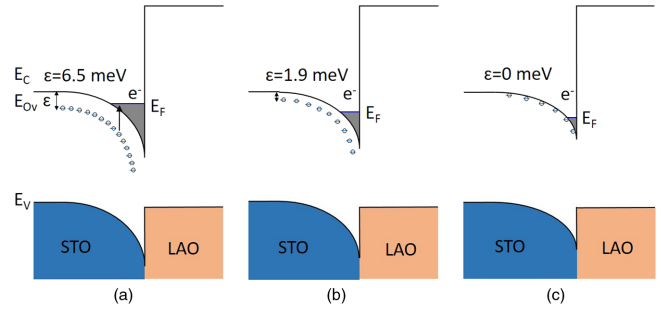 E_C ε=6.5 meV
e⁻
E_Ov ε
E_F
ε=1.9 meV
e⁻
E_F
ε=0 meV
e⁻
E_F
E_V
STO LAO
STO LAO
STO LAO
(a) (b) (c)